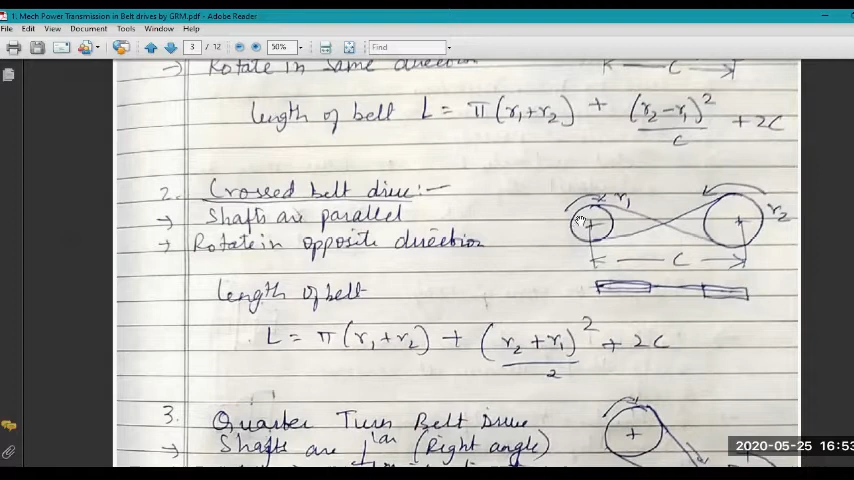 1. Mech Power Transmission in Belt drives by GRM.pdf - Adobe Reader
File Edit View Document Tools Window Help
3 / 12 50% Find
→ Rotate in same direction
K — C — 
length of belt L = π(r₁+r₂) + (r₂-r₁)²/C + 2C
2. Crossed belt drive:-
r₁ r₂
→ Shafts are parallel
→ Rotate in opposite direction
C
length of belt
L = π(r₁+r₂) + (r₂+r₁)²/2 + 2C
3. Quarter Turn Belt Drive
→ Shafts are ⊥lar (Right angle)
2020-05-25 16:53